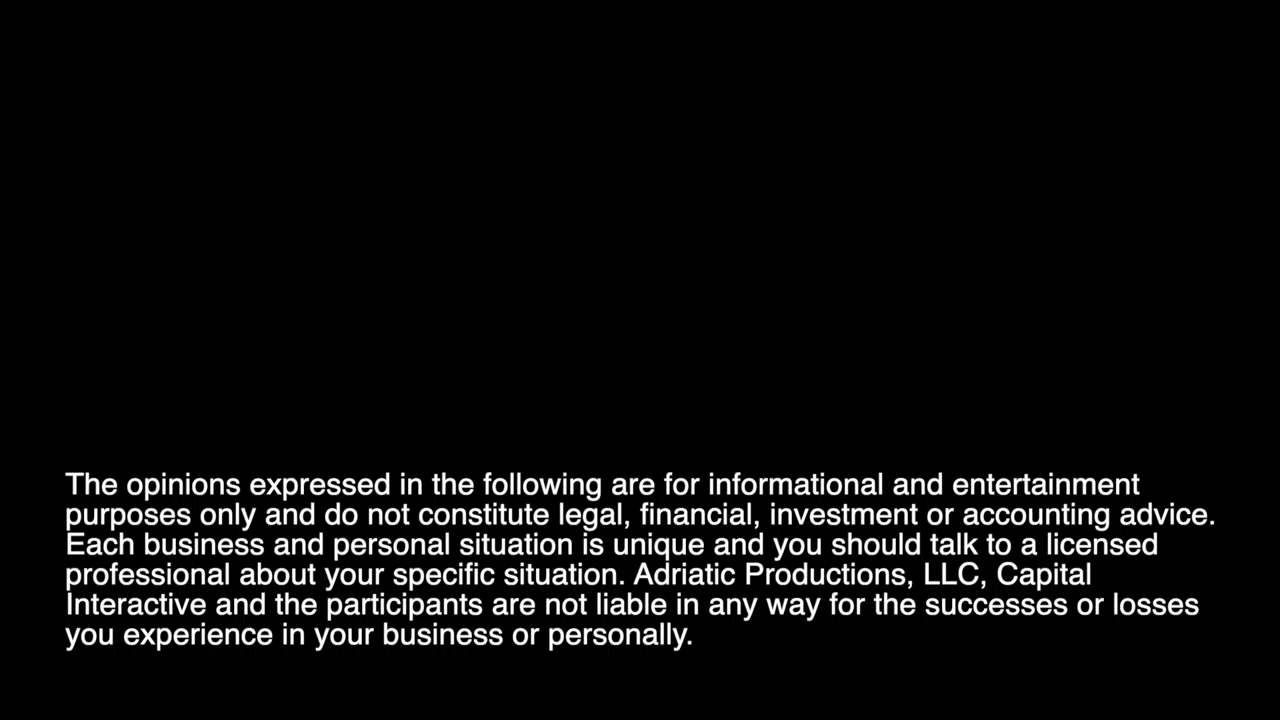 The opinions expressed in the following are for informational and entertainment
purposes only and do not constitute legal, financial, investment or accounting advice.
Each business and personal situation is unique and you should talk to a licensed
professional about your specific situation. Adriatic Productions, LLC, Capital
Interactive and the participants are not liable in any way for the successes or losses
you experience in your business or personally.